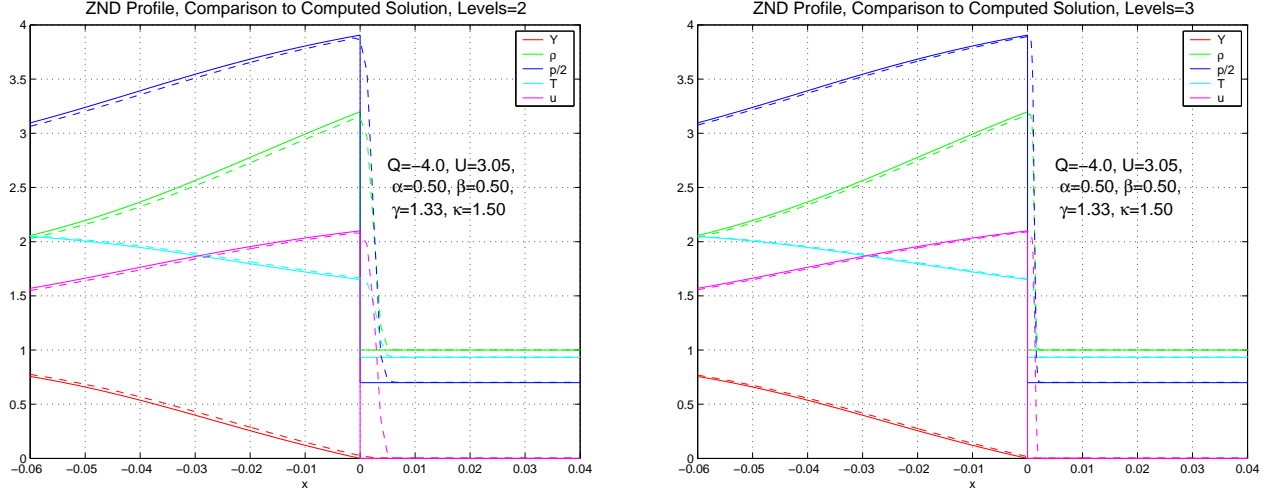 ZND Profile, Comparison to Computed Solution, Levels=2
4
3.5
3
2.5
2
1.5
1
0.5
0
−0.06 −0.05 −0.04 −0.03 −0.02 −0.01 0 0.01 0.02 0.03 0.04
x
Y
ρ
p/2
T
u
Q=−4.0, U=3.05,
α=0.50, β=0.50,
γ=1.33, κ=1.50
ZND Profile, Comparison to Computed Solution, Levels=3
4
3.5
3
2.5
2
1.5
1
0.5
0
−0.06 −0.05 −0.04 −0.03 −0.02 −0.01 0 0.01 0.02 0.03 0.04
x
Y
ρ
p/2
T
u
Q=−4.0, U=3.05,
α=0.50, β=0.50,
γ=1.33, κ=1.50